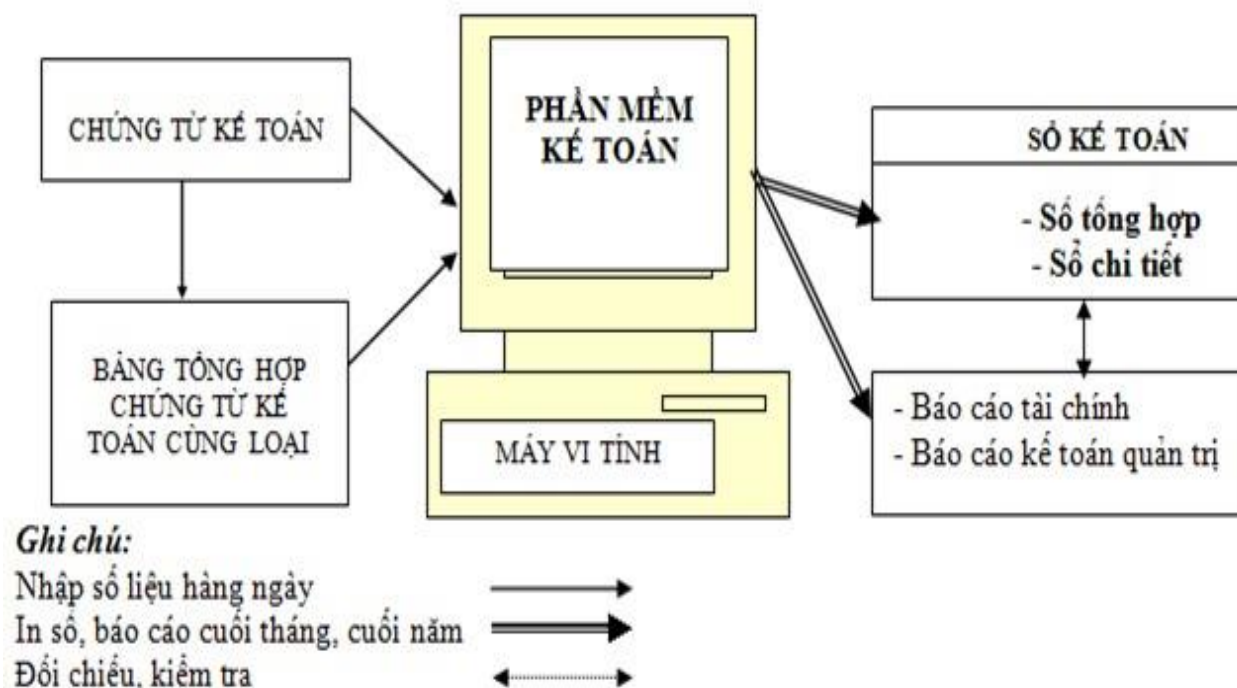 CHỨNG TỪ KẾ TOÁN
BẢNG TỔNG HỢP
CHỨNG TỪ KẾ
TOÁN CÙNG LOẠI
PHẦN MỀM
KẾ TOÁN
MÁY VI TÍNH
SỔ KẾ TOÁN
- Sổ tổng hợp
- Sổ chi tiết
- Báo cáo tài chính
- Báo cáo kế toán quản trị
Ghi chú:
Nhập số liệu hàng ngày
In sổ, báo cáo cuối tháng, cuối năm
Đối chiếu, kiểm tra